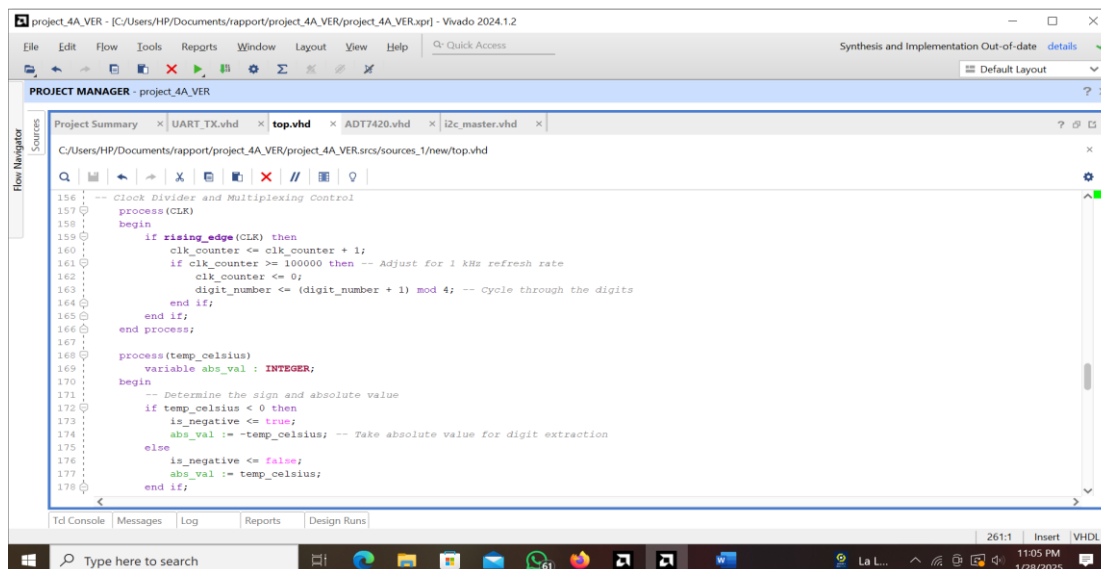 project_4A_VER - [C:/Users/HP/Documents/rapport/project_4A_VER/project_4A_VER.xpr] - Vivado 2024.1.2
File Edit Flow Tools Reports Window Layout View Help Quick Access Synthesis and Implementation Out-of-date details
Default Layout
PROJECT MANAGER - project_4A_VER
Flow Navigator
Sources
Project Summary UART_TX.vhd top.vhd ADT7420.vhd i2c_master.vhd
C:/Users/HP/Documents/rapport/project_4A_VER/project_4A_VER.srcs/sources_1/new/top.vhd
156 -- Clock Divider and Multiplexing Control
157 process(CLK)
158 begin
159 if rising_edge(CLK) then
160 clk_counter <= clk_counter + 1;
161 if clk_counter >= 100000 then -- Adjust for 1 kHz refresh rate
162 clk_counter <= 0;
163 digit_number <= (digit_number + 1) mod 4; -- Cycle through the digits
164 end if;
165 end if;
166 end process;
167
168 process(temp_celsius)
169 variable abs_val : INTEGER;
170 begin
171 -- Determine the sign and absolute value
172 if temp_celsius < 0 then
173 is_negative <= true;
174 abs_val := -temp_celsius; -- Take absolute value for digit extraction
175 else
176 is_negative <= false;
177 abs_val := temp_celsius;
178 end if;
Tcl Console Messages Log Reports Design Runs
261:1 Insert VHDL
Type here to search 61 La L... 11:05 PM
1/28/2025